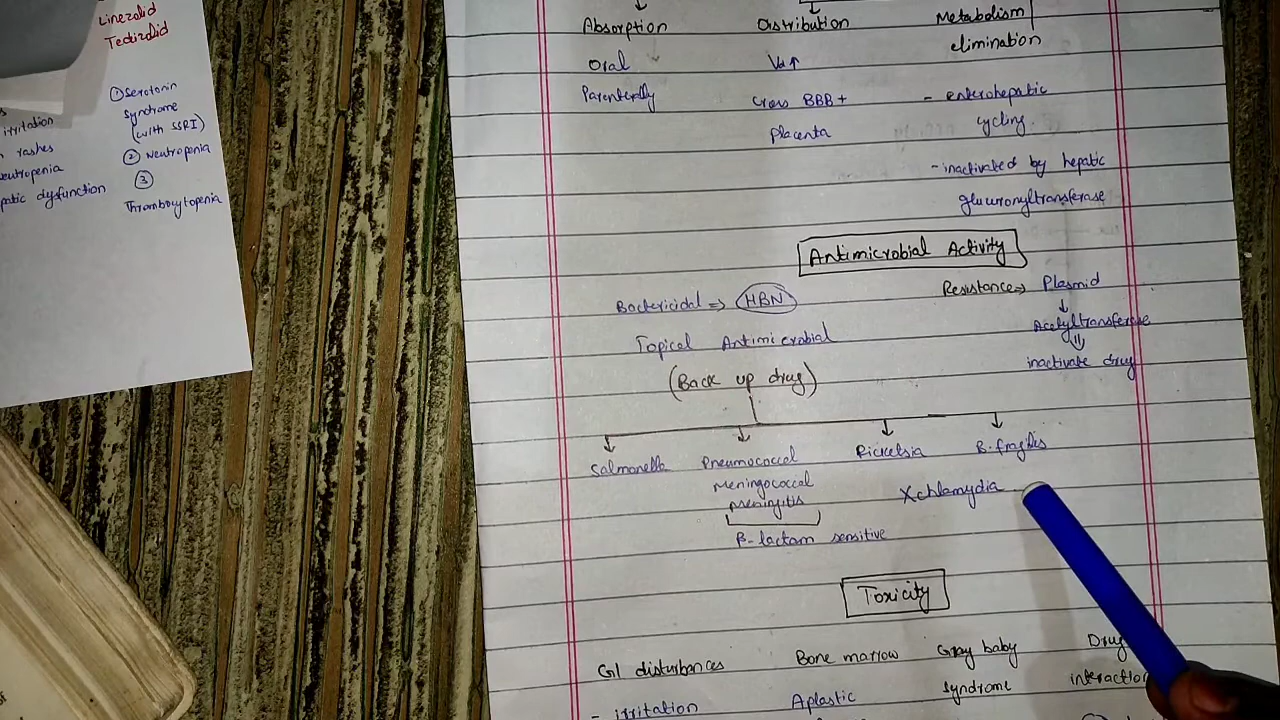 Linezolid
Tedizolid
① Serotonin
Syndrome
(with SSRI)
② Neutropenia
③
Thrombocytopenia
irritation
rashes
dysfunction
Absorption
Oral
Parenterally
Distribution
Vd↑
Cross BBB +
Placenta
Metabolism
elimination
- enterohepatic
cycling.
- inactivated by hepatic
glucuronyltransferase
Antimicrobial Activity
Bactericidal ⇒ HBN
Topical Antimicrobial
(Back up drug)
Resistance ⇒ Plasmid
↓
Acetyltransferase
⇓
inactivate drug
Salmonella
Pneumococcal
Meningococcal
Meningitis
B-lactam sensitive
Rickettsia
B. fragilis
X chlamydia
Toxicity
GI disturbances
- irritation
Bone marrow
Aplastic
Gray baby
syndrome
Drug
interaction